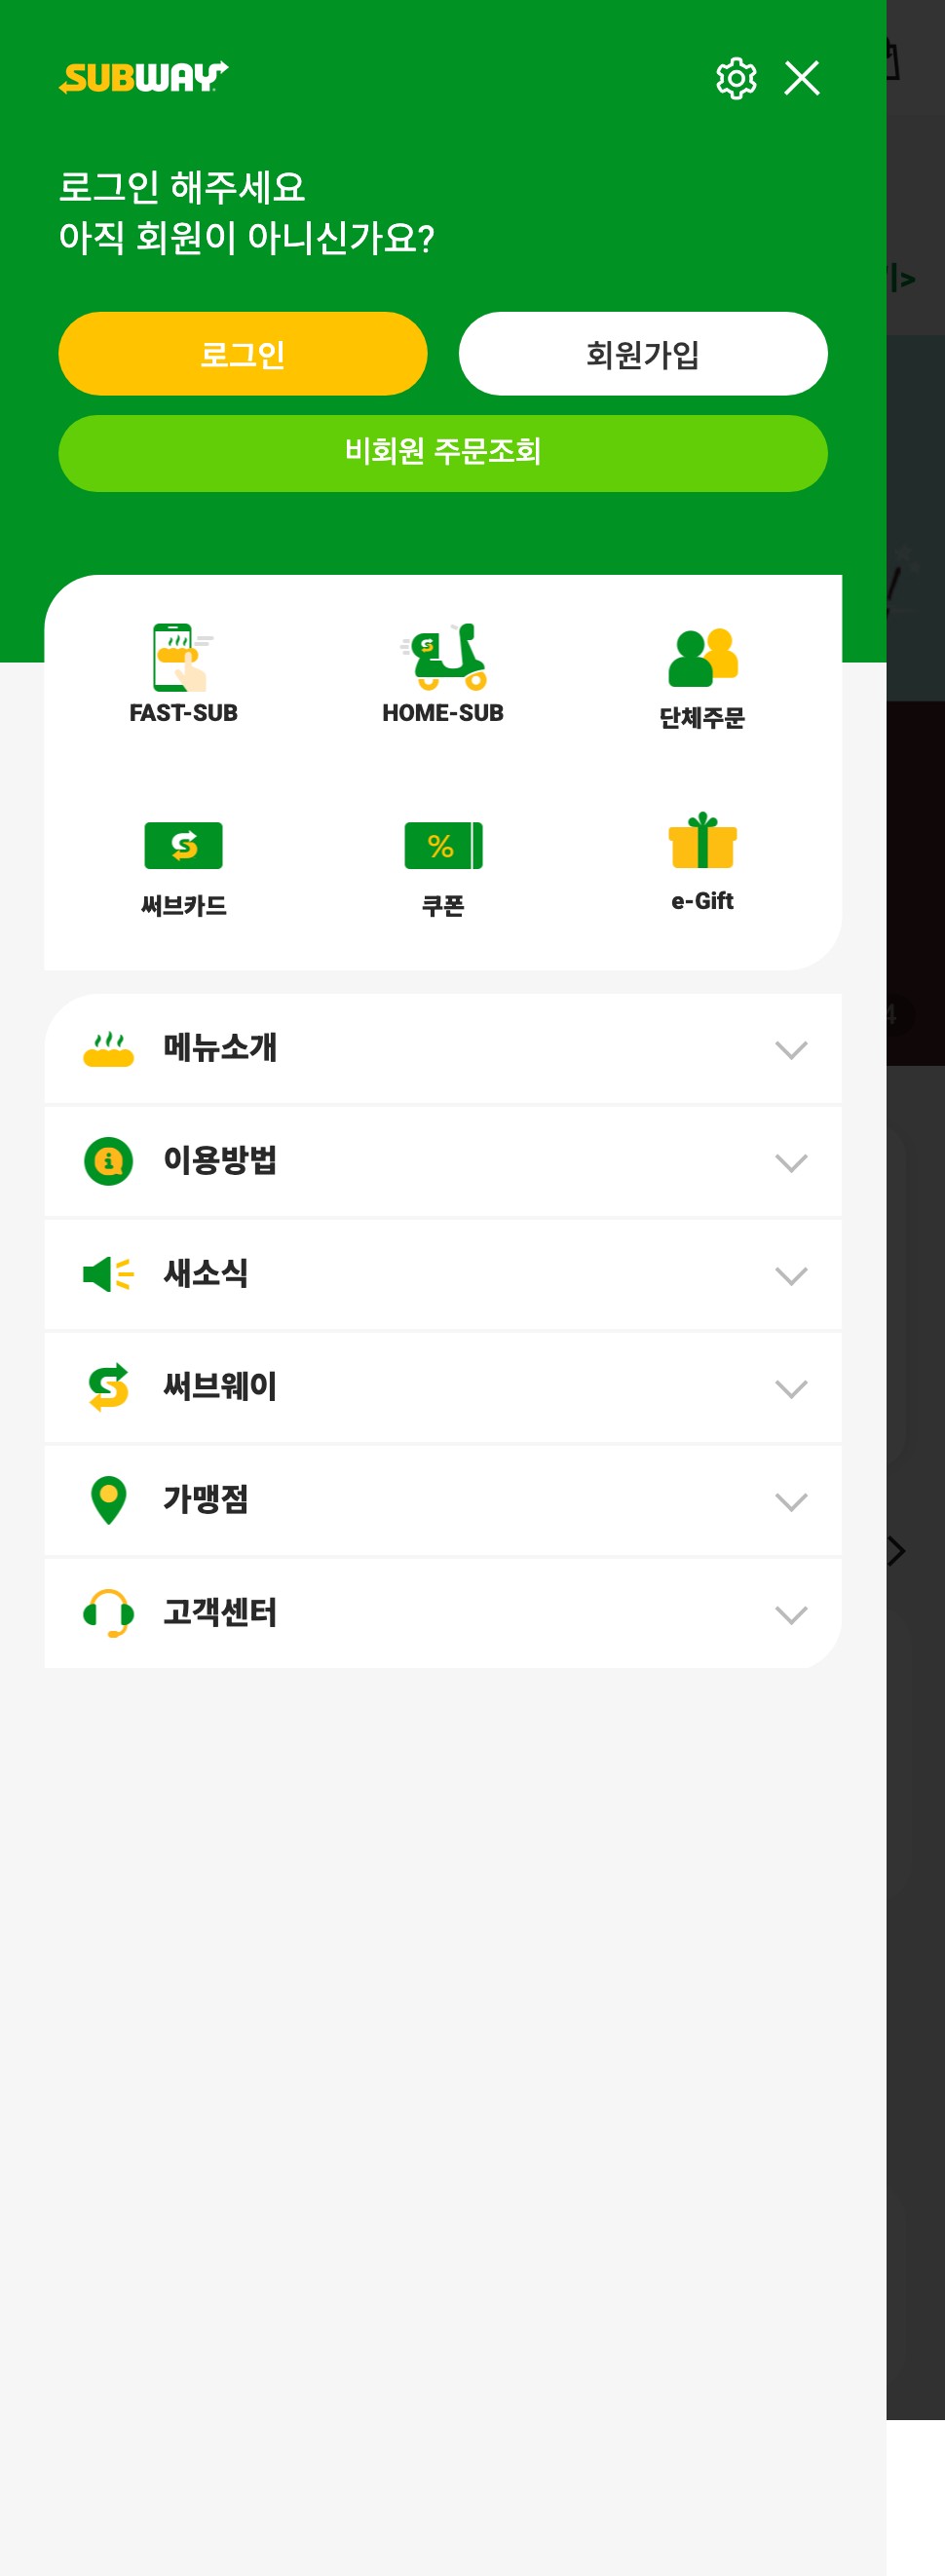 SUBWAY
로그인 해주세요
아직 회원이 아니신가요?
로그인
회원가입
비회원 주문조회
FAST-SUB
HOME-SUB
단체주문
써브카드
%
쿠폰
e-Gift
메뉴소개
이용방법
새소식
써브웨이
가맹점
고객센터